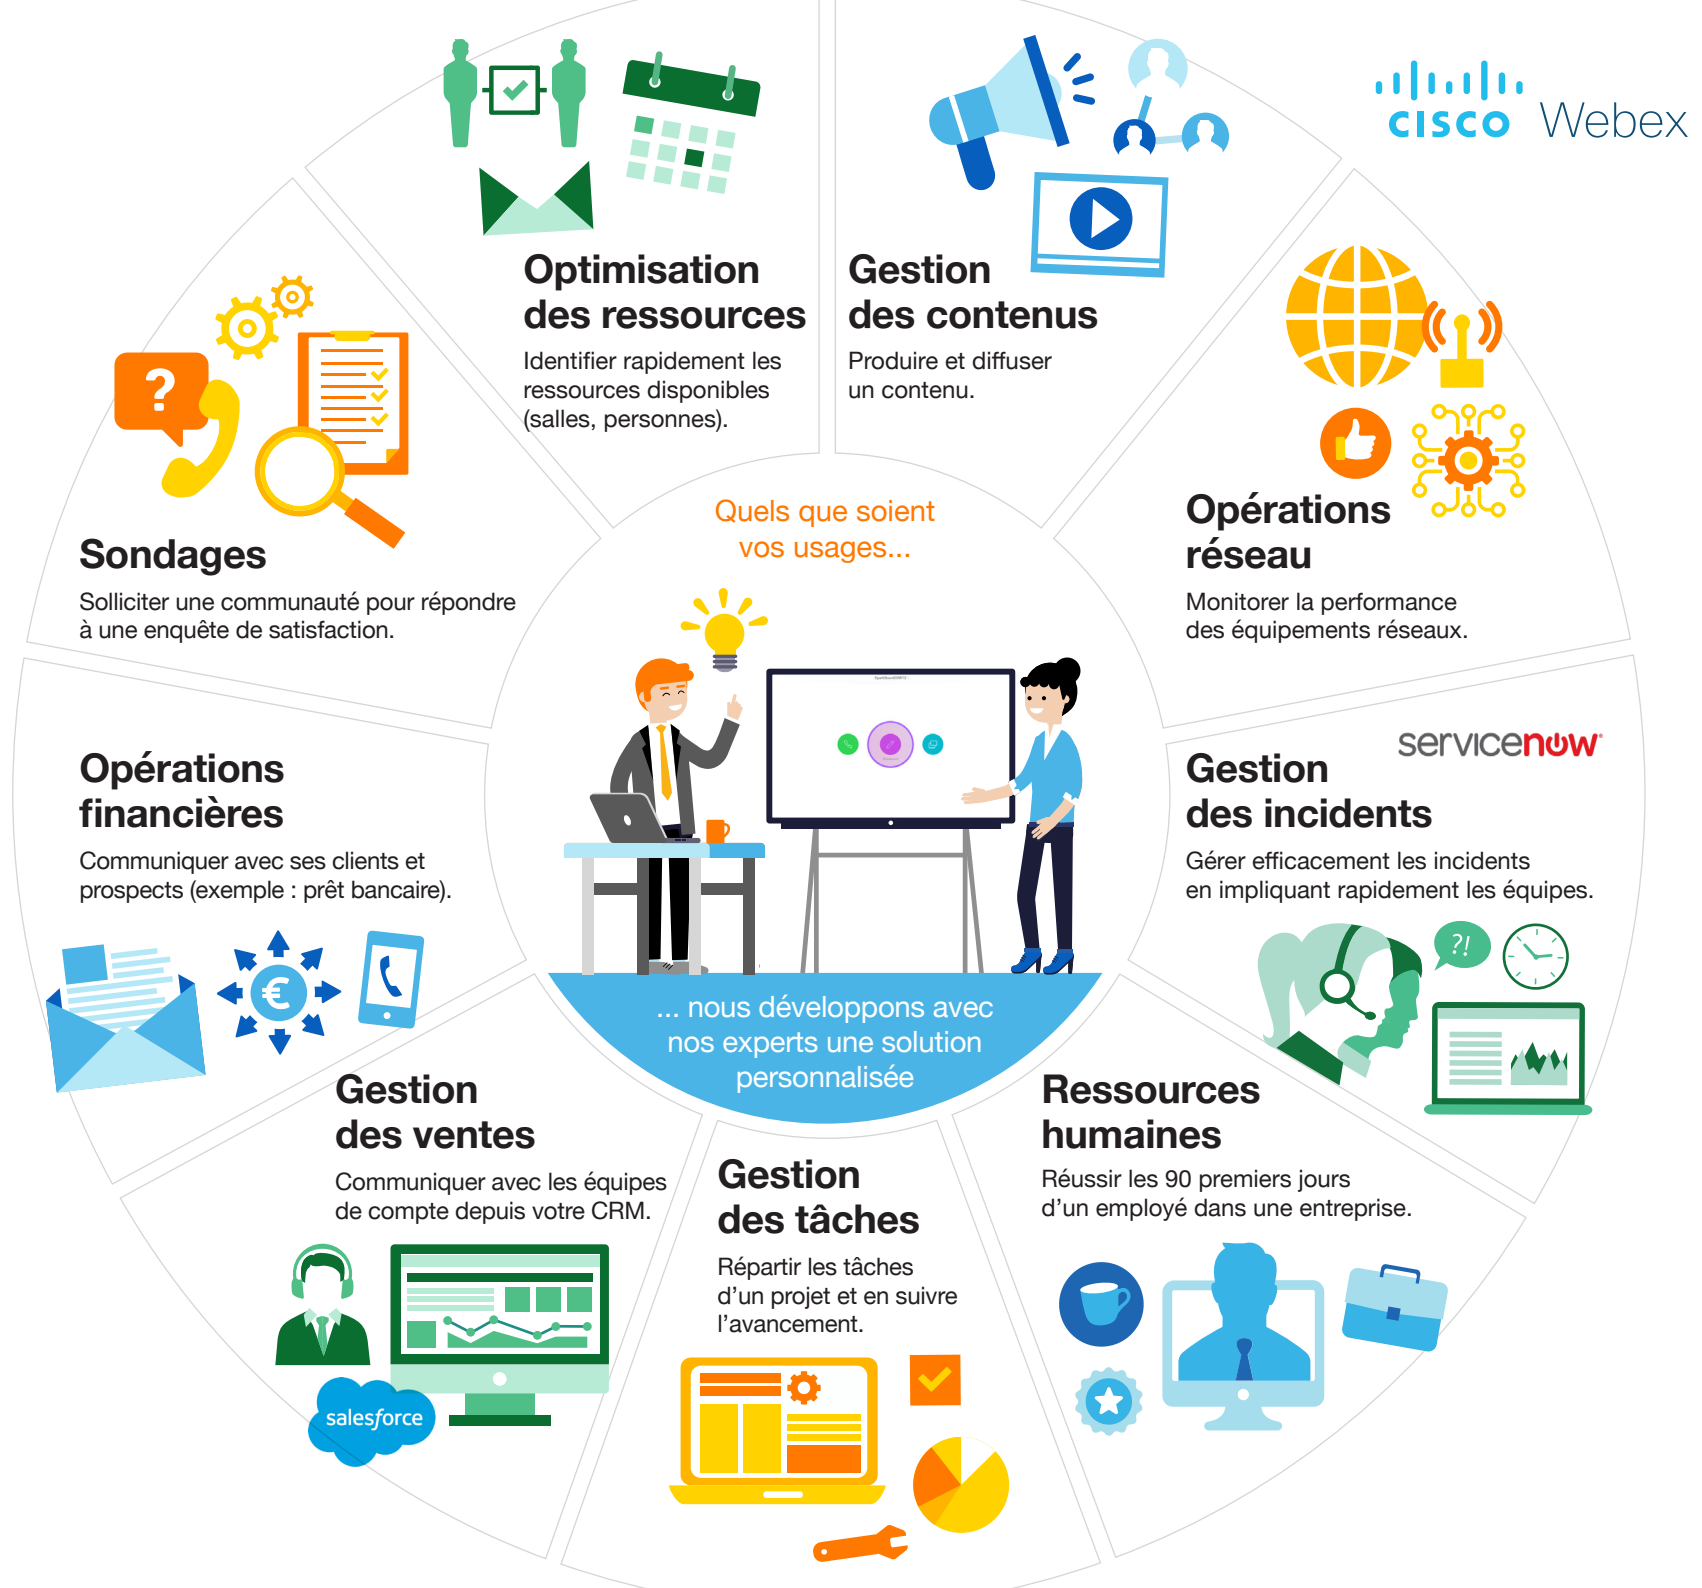 CISCO Webex
Optimisation
des ressources
Identifier rapidement les
ressources disponibles
(salles, personnes).
Gestion
des contenus
Produire et diffuser
un contenu.
?
Sondages
Solliciter une communauté pour répondre
à une enquête de satisfaction.
Opérations
réseau
Monitorer la performance
des équipements réseaux.
Quels que soient
vos usages...
Opérations
financières
Communiquer avec ses clients et
prospects (exemple : prêt bancaire).
€
servicenow
Gestion
des incidents
Gérer efficacement les incidents
en impliquant rapidement les équipes.
?!
... nous développons avec
nos experts une solution
personnalisée
Gestion
des ventes
Communiquer avec les équipes
de compte depuis votre CRM.
salesforce
Gestion
des tâches
Répartir les tâches
d’un projet et en suivre
l’avancement.
Ressources
humaines
Réussir les 90 premiers jours
d’un employé dans une entreprise.